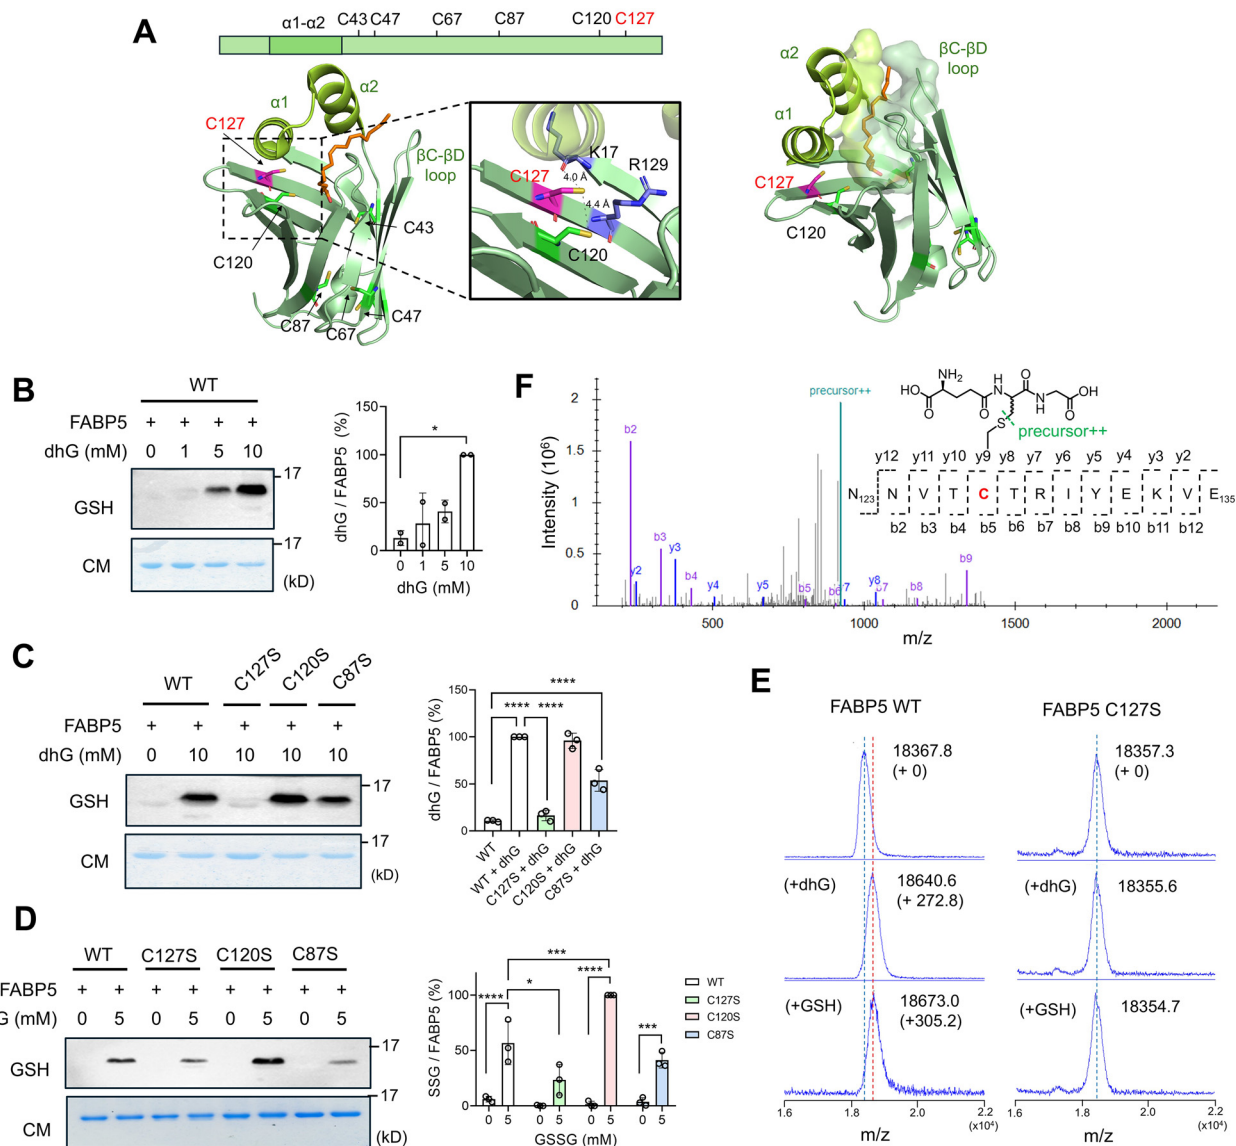 A
α1-α2
C43
C47
C67
C87
C120
C127
α2
α1
C127
βC-βD
loop
C43
C120
C87
C67
C47
K17
R129
C127
4.0 Å
4.4 Å
C120
α2
βC-βD
loop
α1
C127
C120
B
WT
FABP5 + + + +
dhG (mM) 0 1 5 10
GSH
17
CM
17
(kD)
dhG / FABP5 (%)
150
100
50
0
*
0 1 5 10
dhG (mM)
F
Intensity (10⁶)
2
1.5
1
0.5
0
precursor++
b2
b3
y3
y2
b4
y4
y5
b5
b6
y7
y8
b7
b8
b9
500 1000 1500 2000
m/z
NH₂
HO
O
O
H
N
O
N
H
OH
O
S
precursor++
y12 y11 y10 y9 y8 y7 y6 y5 y4 y3 y2
N₁₂₃ N V T C T R I Y E K V E₁₃₅
b2 b3 b4 b5 b6 b7 b8 b9 b10 b11 b12
C
WT C127S C120S C87S
FABP5 + + + + +
dhG (mM) 0 10 10 10 10
GSH
17
CM
17
(kD)
dhG / FABP5 (%)
150
100
50
0
****
**** ****
WT
WT + dhG
C127S + dhG
C120S + dhG
C87S + dhG
D
WT C127S C120S C87S
FABP5 + + + + + + + +
G (mM) 0 5 0 5 0 5 0 5
GSH
17
CM
17
(kD)
SSG / FABP5 (%)
100
50
0
***
*
****
****
***
WT
C127S
C120S
C87S
0 5 0 5 0 5 0 5
GSSG (mM)
E
FABP5 WT
18367.8
(+ 0)
(+dhG)
18640.6
(+ 272.8)
(+GSH)
18673.0
(+305.2)
1.6 1.8 2.0 2.2
(x10⁴)
m/z
FABP5 C127S
18357.3
(+ 0)
(+dhG)
18355.6
(+GSH)
18354.7
1.6 1.8 2.0 2.2
(x10⁴)
m/z